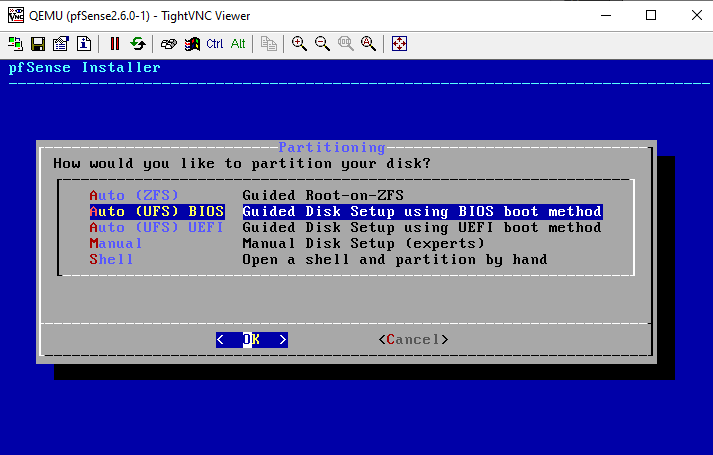 QEMU (pfSense2.6.0-1) - TightVNC Viewer
Ctrl Alt
pfSense Installer
Partitioning
How would you like to partition your disk?
Auto (ZFS) Guided Root-on-ZFS
Auto (UFS) BIOS Guided Disk Setup using BIOS boot method
Auto (UFS) UEFI Guided Disk Setup using UEFI boot method
Manual Manual Disk Setup (experts)
Shell Open a shell and partition by hand
< OK > <Cancel>